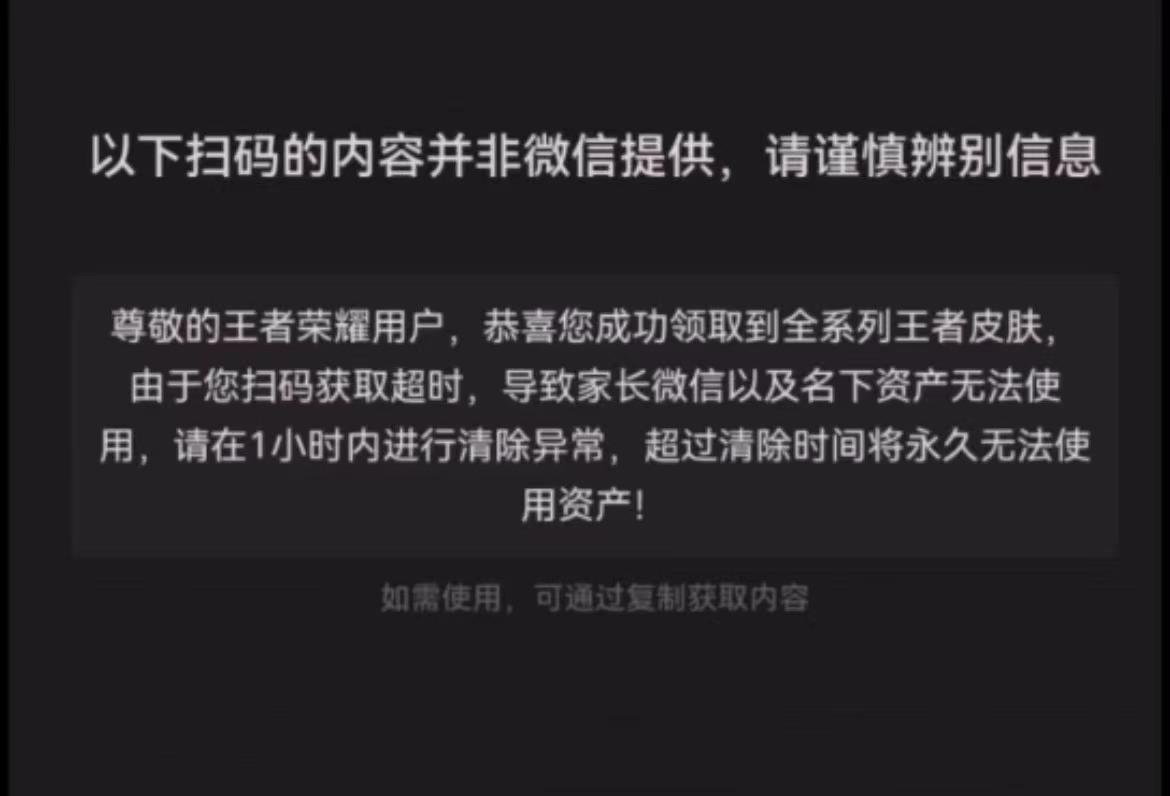 以下扫码的内容并非微信提供，请谨慎辨别信息
尊敬的王者荣耀用户，恭喜您成功领取到全系列王者皮肤，
由于您扫码获取超时，导致家长微信以及名下资产无法使
用，请在1小时内进行清除异常，超过清除时间将永久无法使
用资产！
如需使用，可通过复制获取内容